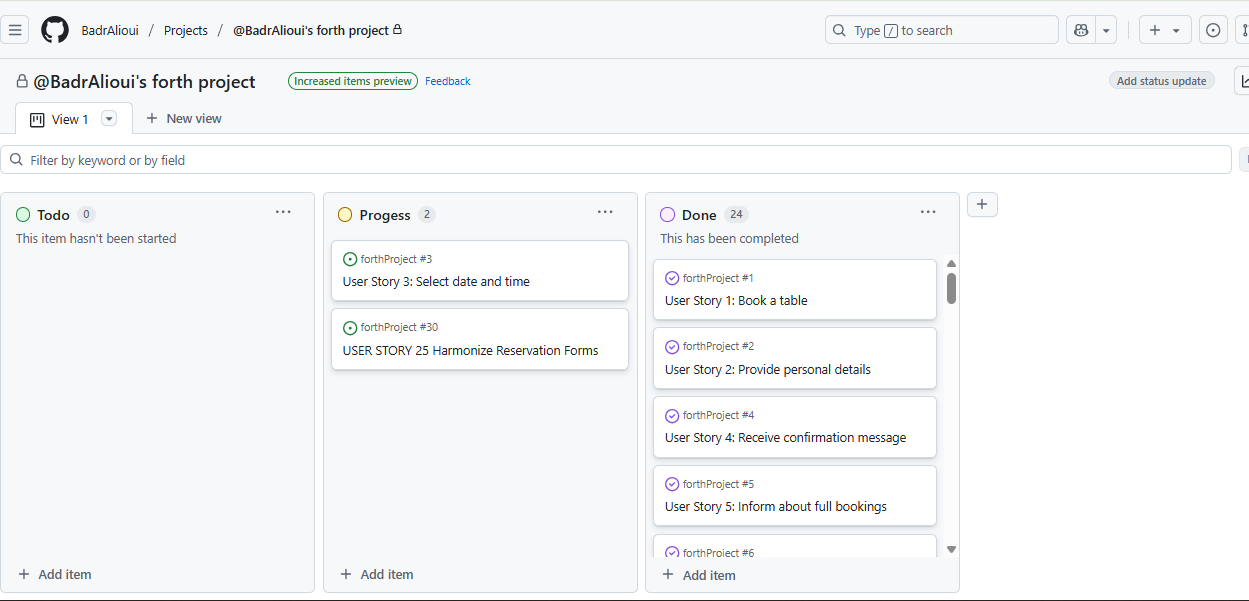 BadrAlioui / Projects / @BadrAlioui's forth project
Type / to search
@BadrAlioui's forth project
Increased items preview
Feedback
Add status update
View 1
New view
Filter by keyword or by field
Todo 0
This item hasn't been started
Add item
Progess 2
forthProject #3
User Story 3: Select date and time
forthProject #30
USER STORY 25 Harmonize Reservation Forms
Add item
Done 24
This has been completed
forthProject #1
User Story 1: Book a table
forthProject #2
User Story 2: Provide personal details
forthProject #4
User Story 4: Receive confirmation message
forthProject #5
User Story 5: Inform about full bookings
forthProject #6
Add item